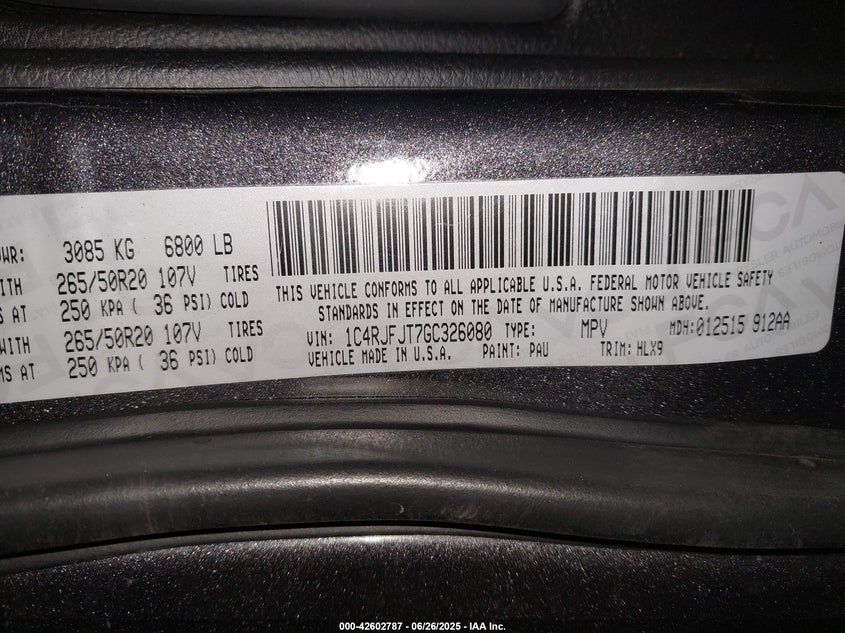 WR: 3085 KG 6800 LB
WITH 265/50R20 107V TIRES
S AT 250 KPA ( 36 PSI) COLD
WITH 265/50R20 107V TIRES
MS AT 250 KPA ( 36 PSI) COLD
THIS VEHICLE CONFORMS TO ALL APPLICABLE U.S.A. FEDERAL MOTOR VEHICLE SAFETY
STANDARDS IN EFFECT ON THE DATE OF MANUFACTURE SHOWN ABOVE.
VIN: 1C4RJFJT7GC326080 TYPE: MPV MDH:012515 912AA
VEHICLE MADE IN U.S.A. PAINT: PAU TRIM: HLX9
000-42602787 - 06/26/2025 - IAA Inc.